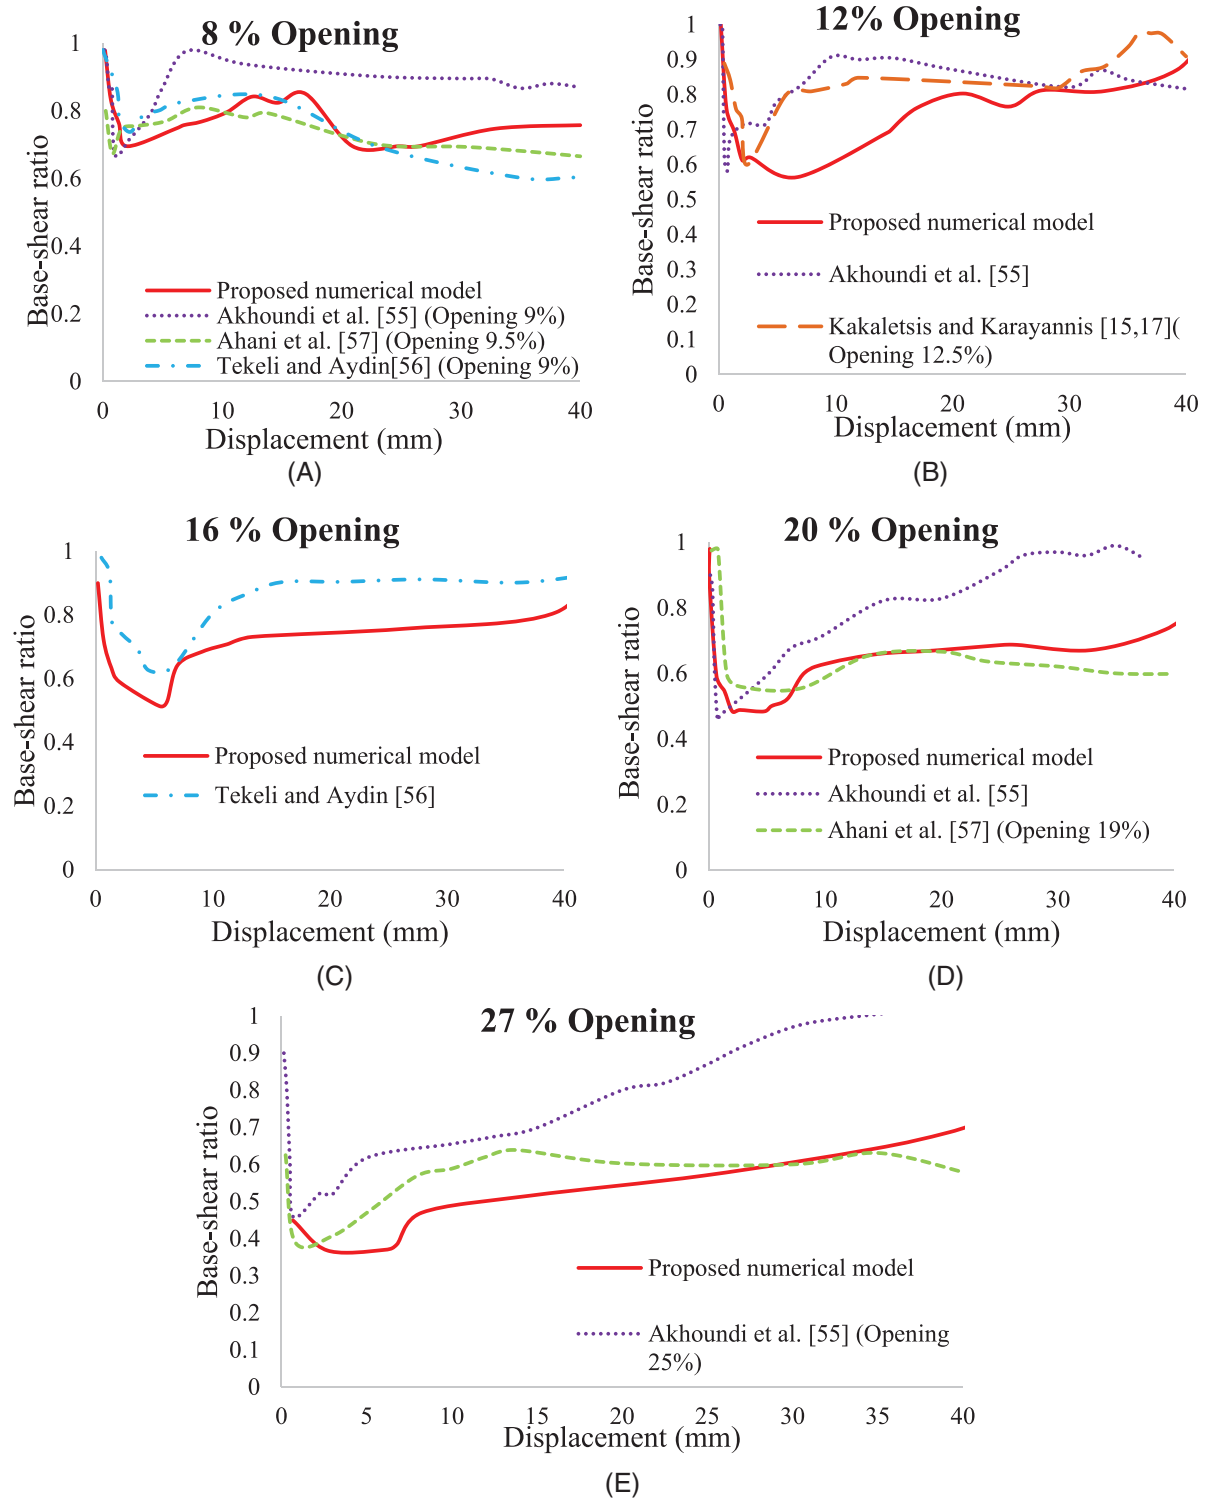 8 % Opening
1
0.8
0.6
0.4
0.2
0
Base-shear ratio
Proposed numerical model
Akhoundi et al. [55] (Opening 9%)
Ahani et al. [57] (Opening 9.5%)
Tekeli and Aydin[56] (Opening 9%)
0 10 20 30 40
Displacement (mm)
(A)
12% Opening
1
0.9
0.8
0.7
0.6
0.5
0.4
0.3
0.2
0.1
0
Base-shear ratio
Proposed numerical model
Akhoundi et al. [55]
Kakaletsis and Karayannis [15,17](
Opening 12.5%)
0 10 20 30 40
Displacement (mm)
(B)
16 % Opening
1
0.8
0.6
0.4
0.2
0
Base-shear ratio
Proposed numerical model
Tekeli and Aydin [56]
0 10 20 30 40
Displacement (mm)
(C)
20 % Opening
1
0.8
0.6
0.4
0.2
0
Base-shear ratio
Proposed numerical model
Akhoundi et al. [55]
Ahani et al. [57] (Opening 19%)
0 10 20 30 40
Displacement (mm)
(D)
27 % Opening
1
0.9
0.8
0.7
0.6
0.5
0.4
0.3
0.2
0.1
0
Base-shear ratio
Proposed numerical model
Akhoundi et al. [55] (Opening
25%)
0 5 10 15 20 25 30 35 40
Displacement (mm)
(E)